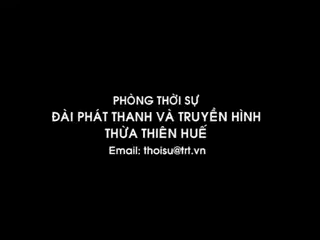 PHÒNG THỜI SỰ
ĐÀI PHÁT THANH VÀ TRUYỀN HÌNH
THỪA THIÊN HUẾ
Email: thoisu@trt.vn